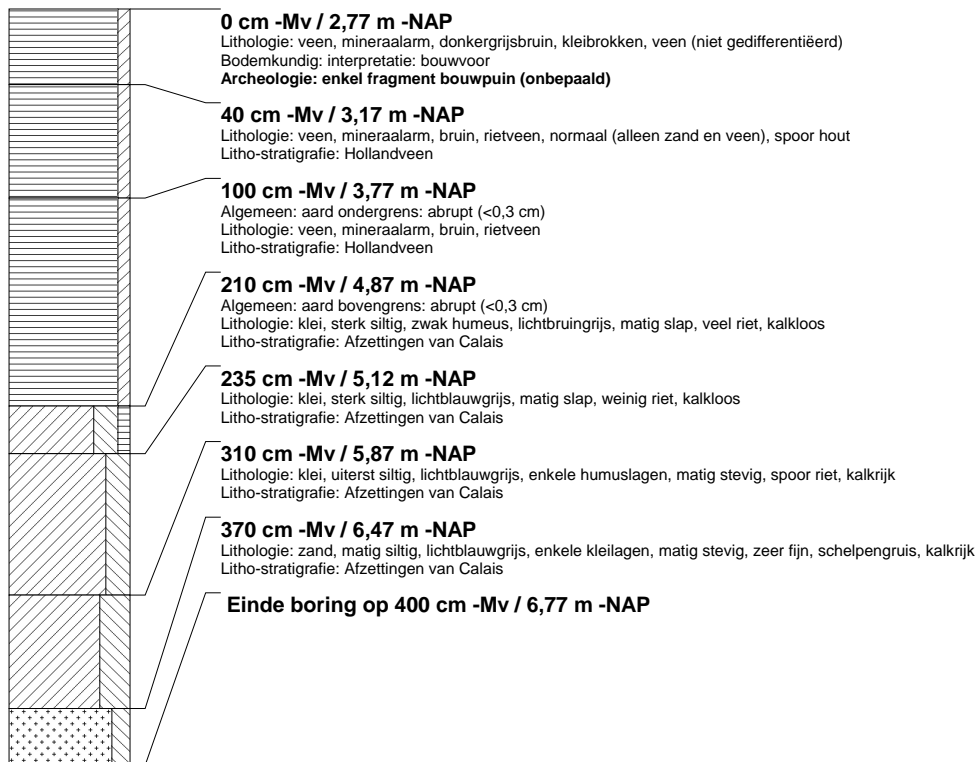 0 cm -Mv / 2,77 m -NAP
Lithologie: veen, mineraalarm, donkergrijsbruin, kleibrokken, veen (niet gedifferentiëerd)
Bodemkundig: interpretatie: bouwvoor
Archeologie: enkel fragment bouwpuin (onbepaald)
40 cm -Mv / 3,17 m -NAP
Lithologie: veen, mineraalarm, bruin, rietveen, normaal (alleen zand en veen), spoor hout
Litho-stratigrafie: Hollandveen
100 cm -Mv / 3,77 m -NAP
Algemeen: aard ondergrens: abrupt (<0,3 cm)
Lithologie: veen, mineraalarm, bruin, rietveen
Litho-stratigrafie: Hollandveen
210 cm -Mv / 4,87 m -NAP
Algemeen: aard bovengrens: abrupt (<0,3 cm)
Lithologie: klei, sterk siltig, zwak humeus, lichtbruingrijs, matig slap, veel riet, kalkloos
Litho-stratigrafie: Afzettingen van Calais
235 cm -Mv / 5,12 m -NAP
Lithologie: klei, sterk siltig, lichtblauwgrijs, matig slap, weinig riet, kalkloos
Litho-stratigrafie: Afzettingen van Calais
310 cm -Mv / 5,87 m -NAP
Lithologie: klei, uiterst siltig, lichtblauwgrijs, enkele humuslagen, matig stevig, spoor riet, kalkrijk
Litho-stratigrafie: Afzettingen van Calais
370 cm -Mv / 6,47 m -NAP
Lithologie: zand, matig siltig, lichtblauwgrijs, enkele kleilagen, matig stevig, zeer fijn, schelpengruis, kalkrijk
Litho-stratigrafie: Afzettingen van Calais
Einde boring op 400 cm -Mv / 6,77 m -NAP